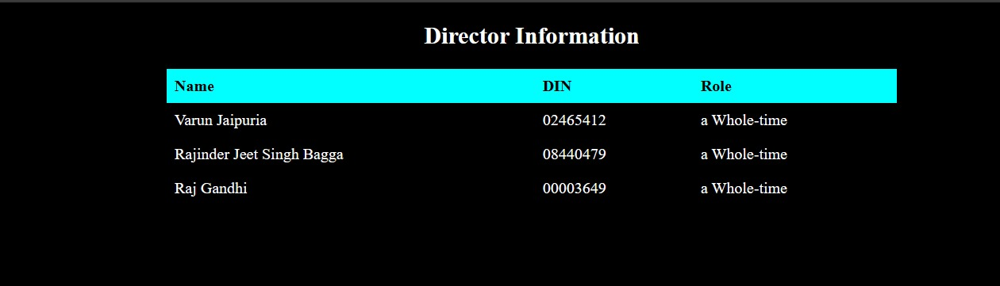 Director Information
Name DIN Role
Varun Jaipuria 02465412 a Whole-time
Rajinder Jeet Singh Bagga 08440479 a Whole-time
Raj Gandhi 00003649 a Whole-time